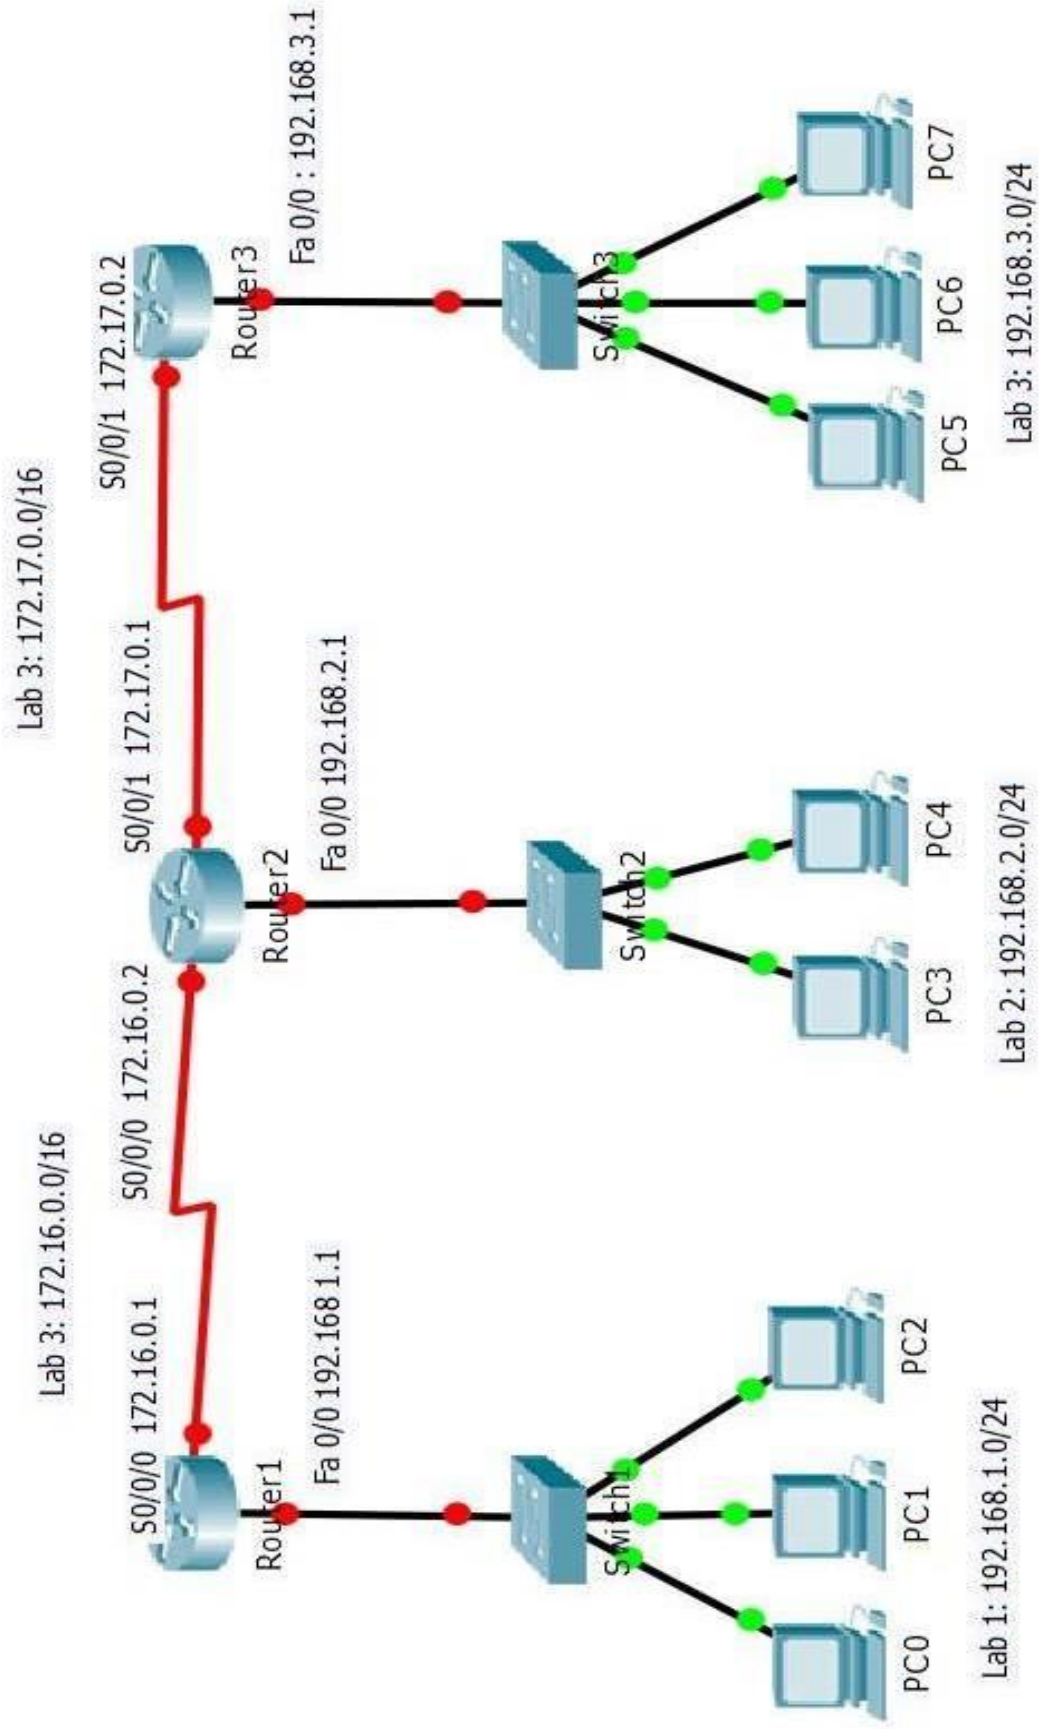 Lab 3: 172.16.0.0/16
Lab 3: 172.17.0.0/16
S0/0/0 172.16.0.1
S0/0/0 172.16.0.2
S0/0/1 172.17.0.1
S0/0/1 172.17.0.2
Router1
Router2
Router3
Fa 0/0 192.168 1.1
Fa 0/0 192.168.2.1
Fa 0/0 : 192.168.3.1
Switch1
Switch2
Switch3
PC0
PC1
PC2
PC3
PC4
PC5
PC6
PC7
Lab 1: 192.168.1.0/24
Lab 2: 192.168.2.0/24
Lab 3: 192.168.3.0/24